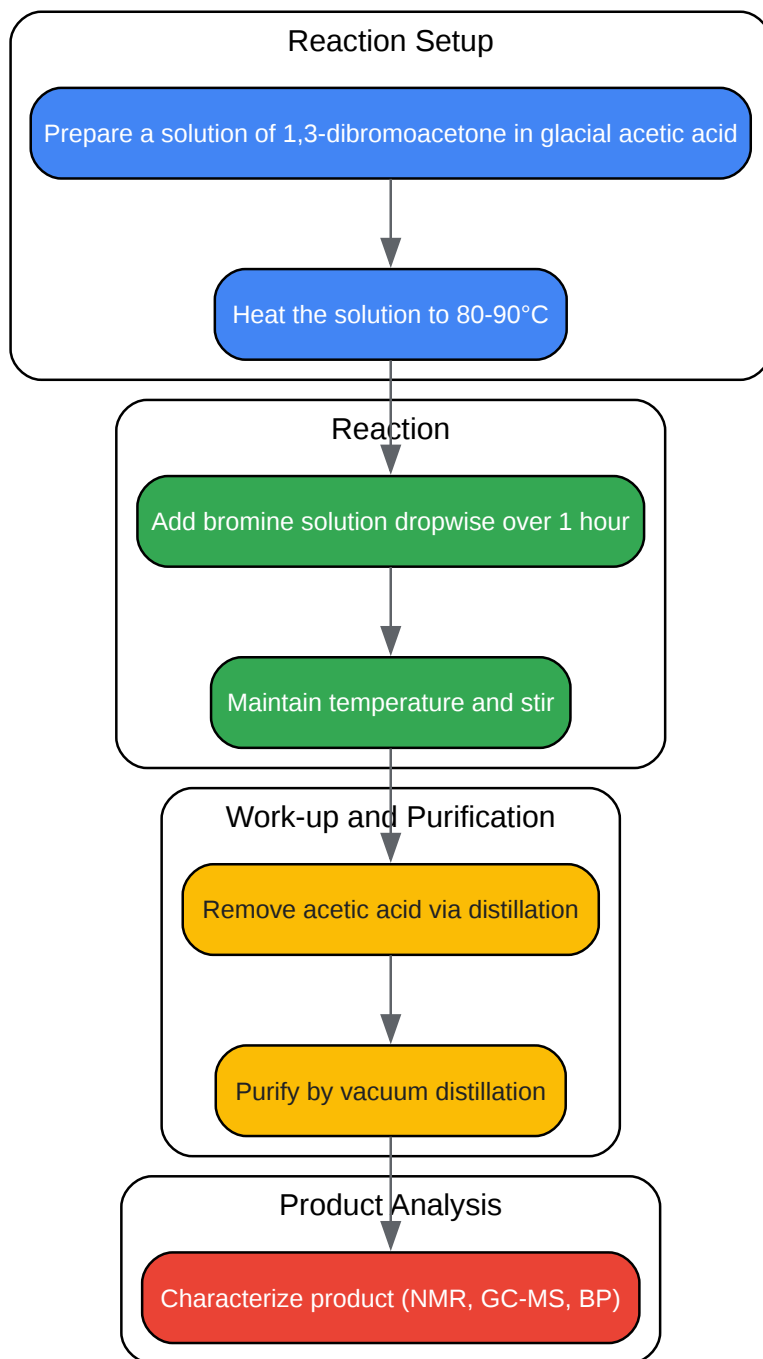 Reaction Setup
Prepare a solution of 1,3-dibromoacetone in glacial acetic acid
Heat the solution to 80-90°C
Reaction
Add bromine solution dropwise over 1 hour
Maintain temperature and stir
Work-up and Purification
Remove acetic acid via distillation
Purify by vacuum distillation
Product Analysis
Characterize product (NMR, GC-MS, BP)